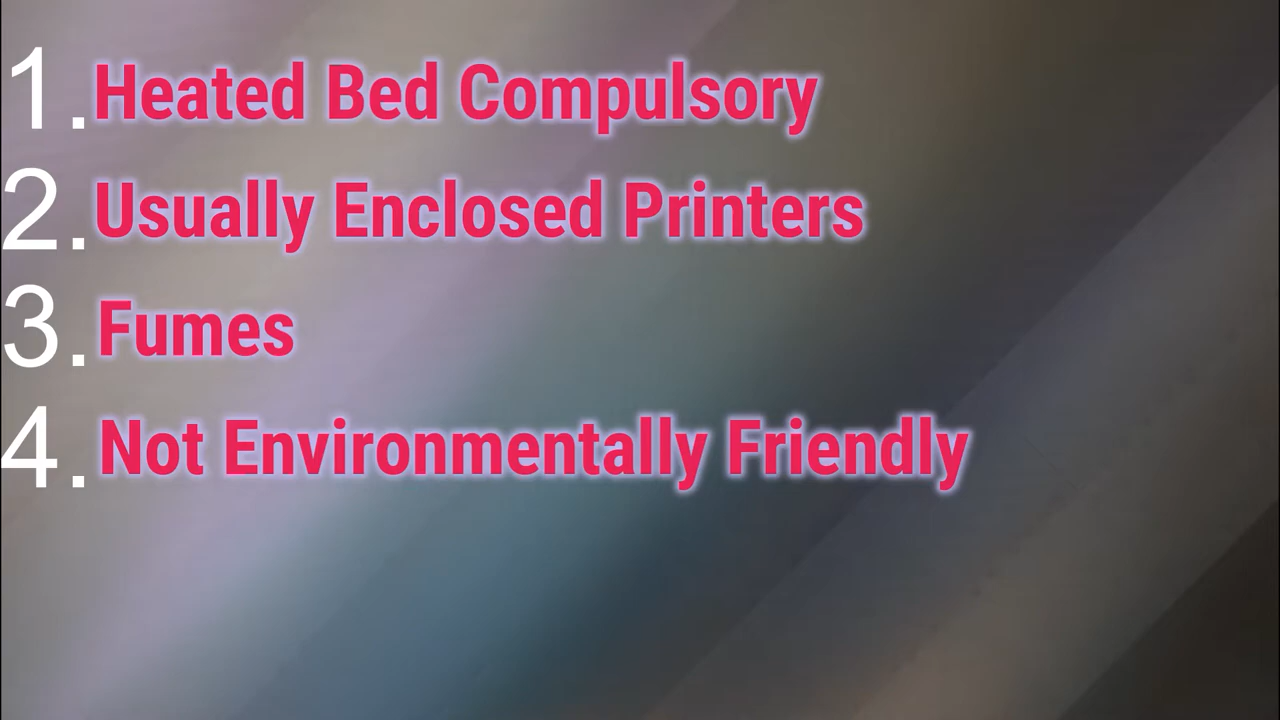 1. Heated Bed Compulsory
2. Usually Enclosed Printers
3. Fumes
4. Not Environmentally Friendly